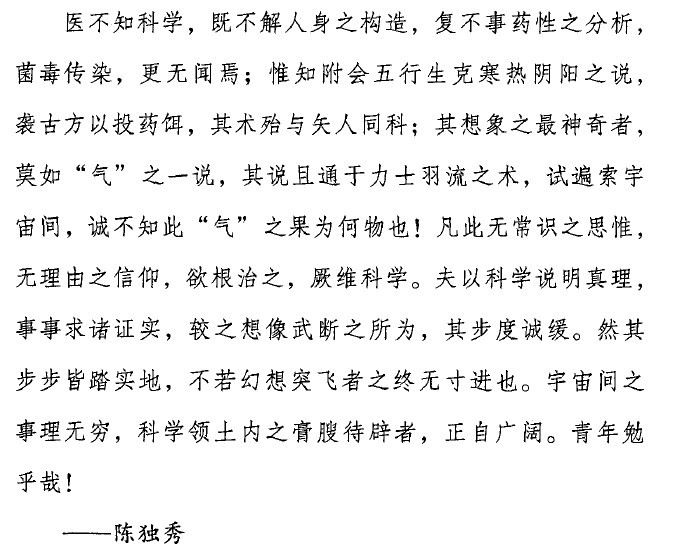 医不知科学，既不解人身之构造，复不事药性之分析，
菌毒传染，更无闻焉；惟知附会五行生克寒热阴阳之说，
袭古方以投药饵，其术殆与矢人同科；其想象之最神奇者，
莫如“气”之一说，其说且通于力士羽流之术，试遍索宇
宙间，诚不知此“气”之果为何物也！凡此无常识之思惟，
无理由之信仰，欲根治之，厥维科学。夫以科学说明真理，
事事求诸证实，较之想像武断之所为，其步度诚缓。然其
步步皆踏实地，不若幻想突飞者之终无寸进也。宇宙间之
事理无穷，科学领土内之膏腴待辟者，正自广阔。青年勉
乎哉！
——陈独秀